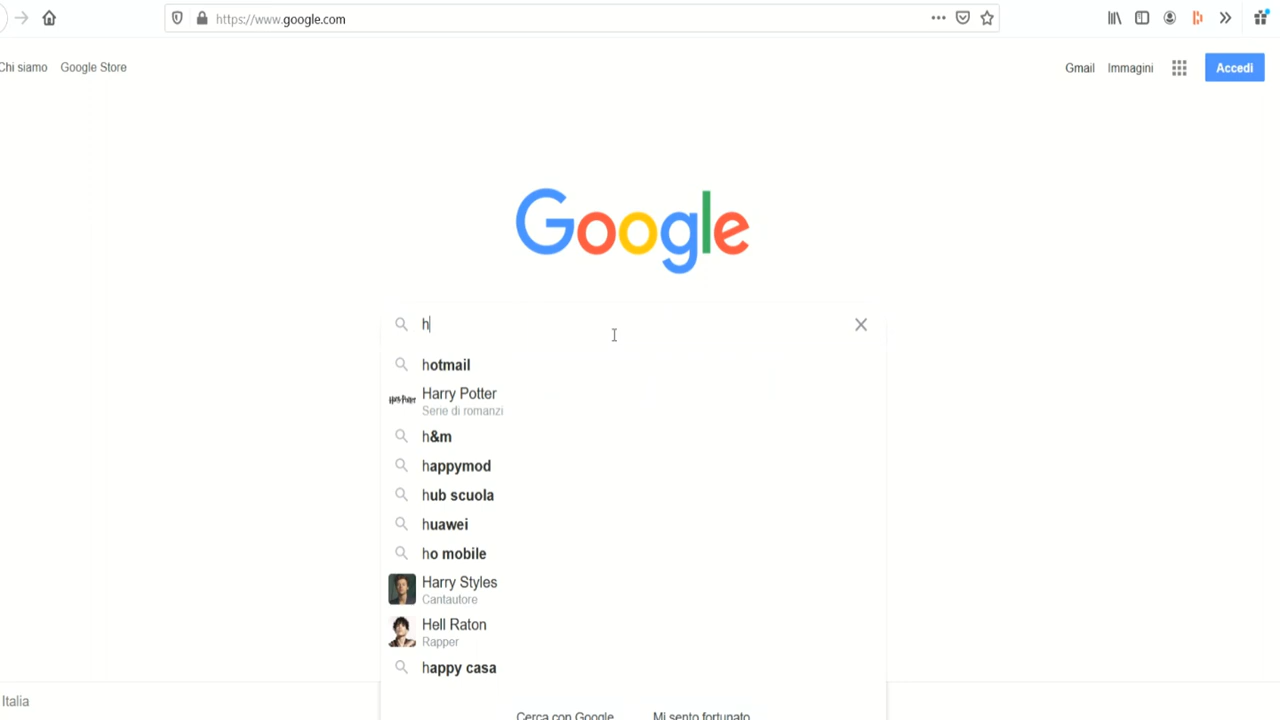 https://www.google.com
Chi siamo Google Store
Gmail Immagini Accedi
Google
h
hotmail
Harry Potter
Harry Potter
Serie di romanzi
h&m
happymod
hub scuola
huawei
ho mobile
Harry Styles
Cantautore
Hell Raton
Rapper
happy casa
Italia
Cerca con Google Mi sento fortunato